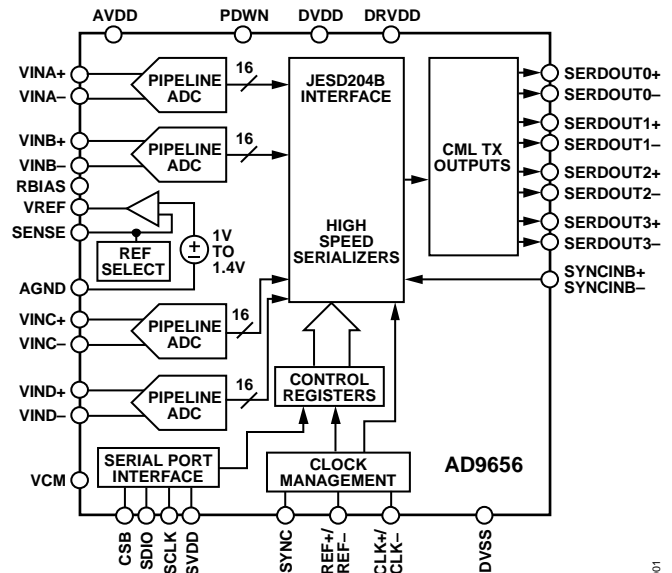 AVDD
PDWN
DVDD
DRVDD
VINA+
VINA–
PIPELINE
ADC
16
VINB+
VINB–
PIPELINE
ADC
16
RBIAS
VREF
SENSE
REF
SELECT
1V
TO
1.4V
AGND
VINC+
VINC–
PIPELINE
ADC
16
VIND+
VIND–
PIPELINE
ADC
16
JESD204B
INTERFACE
HIGH
SPEED
SERIALIZERS
CML TX
OUTPUTS
SERDOUT0+
SERDOUT0–
SERDOUT1+
SERDOUT1–
SERDOUT2+
SERDOUT2–
SERDOUT3+
SERDOUT3–
SYNCINB+
SYNCINB–
CONTROL
REGISTERS
SERIAL PORT
INTERFACE
CLOCK
MANAGEMENT
AD9656
VCM
CSB
SDIO
SCLK
SVDD
SYNC
REF+/
REF–
CLK+/
CLK–
DVSS